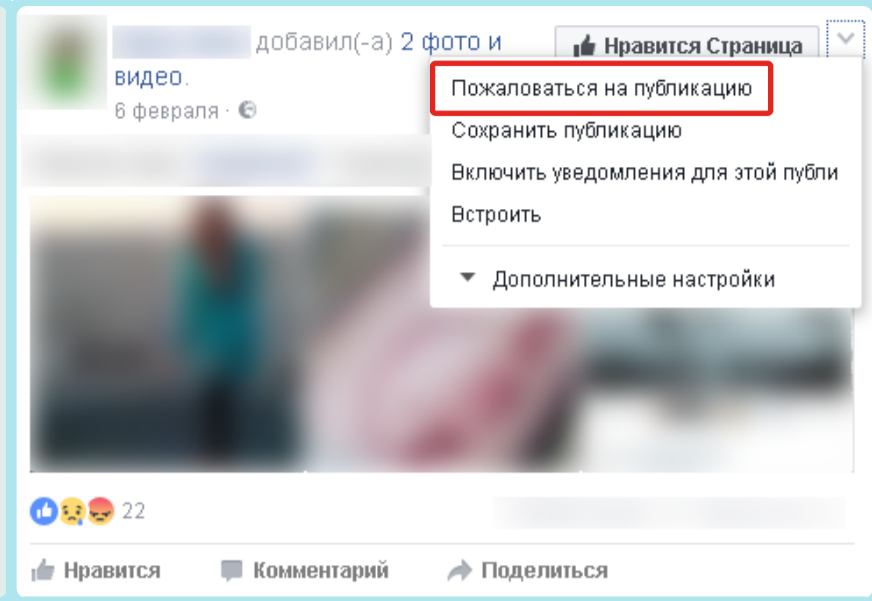 добавил(-а) 2 фото и
видео.
6 февраля ·
Нравится Страница
Пожаловаться на публикацию
Сохранить публикацию
Включить уведомления для этой публи
Встроить
Дополнительные настройки
22
Нравится Комментарий Поделиться